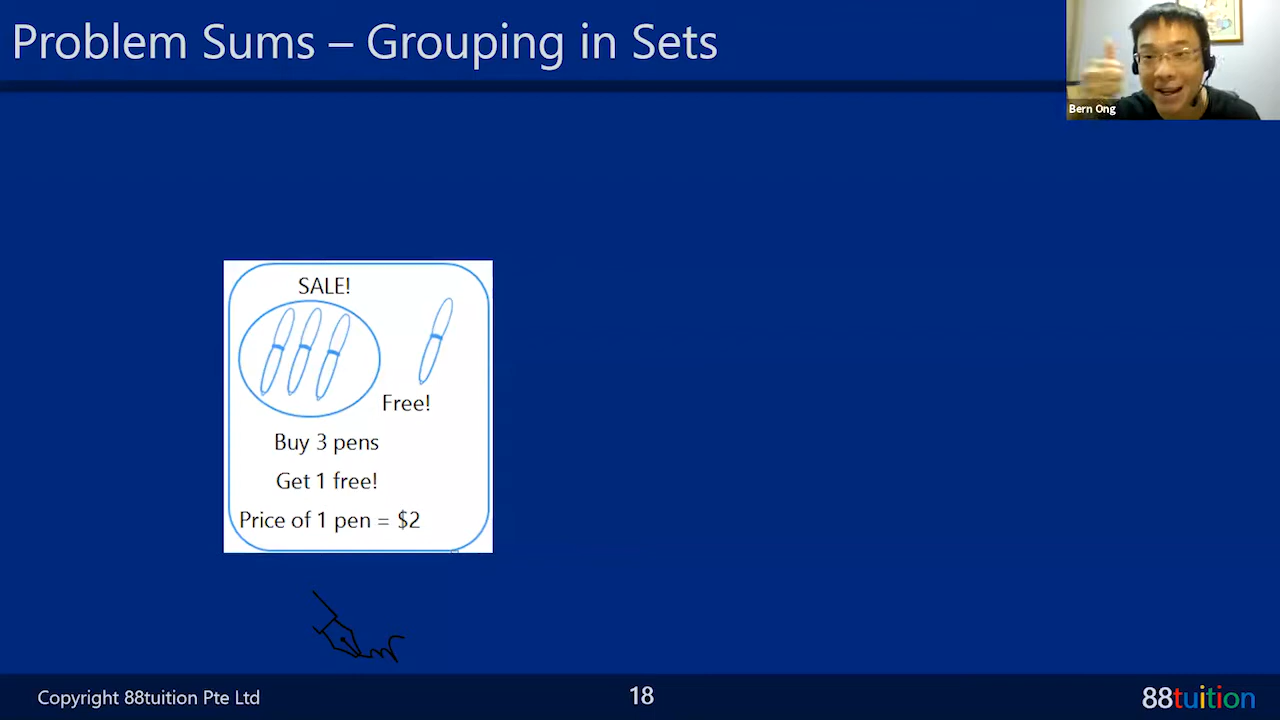 Problem Sums – Grouping in Sets
Bern Ong
SALE!
Free!
Buy 3 pens
Get 1 free!
Price of 1 pen = $2
Copyright 88tuition Pte Ltd
18
88tuition